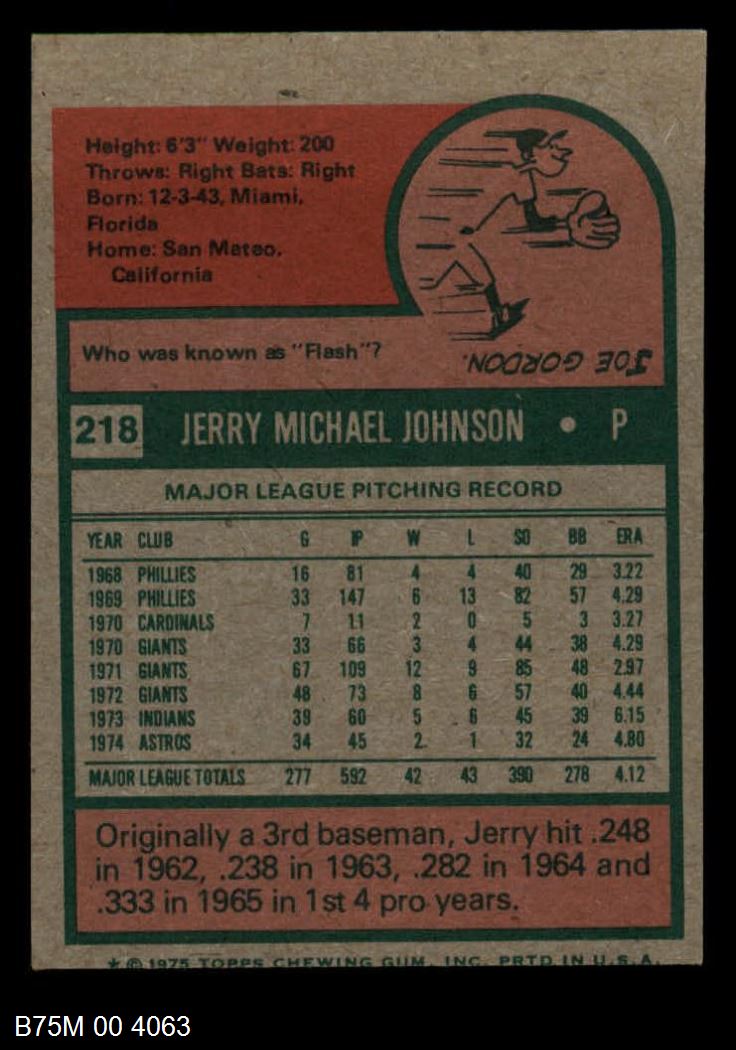 Height: 6'3" Weight: 200
Throws: Right Bats: Right
Born: 12-3-43, Miami,
Florida
Home: San Mateo,
California
Who was known as "Flash"?
JOE GORDON.
218 JERRY MICHAEL JOHNSON • P
MAJOR LEAGUE PITCHING RECORD
YEAR CLUB G IP W L SO BB ERA
1968 PHILLIES 16 81 4 4 40 29 3.22
1969 PHILLIES 33 147 6 13 82 57 4.29
1970 CARDINALS 7 11 2 0 5 3 3.27
1970 GIANTS 33 66 3 4 44 38 4.29
1971 GIANTS 67 109 12 9 85 48 2.97
1972 GIANTS 48 73 8 6 57 40 4.44
1973 INDIANS 39 60 5 6 45 39 6.15
1974 ASTROS 34 45 2 1 32 24 4.80
MAJOR LEAGUE TOTALS 277 592 42 43 390 278 4.12
Originally a 3rd baseman, Jerry hit .248
in 1962, .238 in 1963, .282 in 1964 and
.333 in 1965 in 1st 4 pro years.
* © 1975 TOPPS CHEWING GUM, INC. PRTD. IN U.S.A.
B75M 00 4063